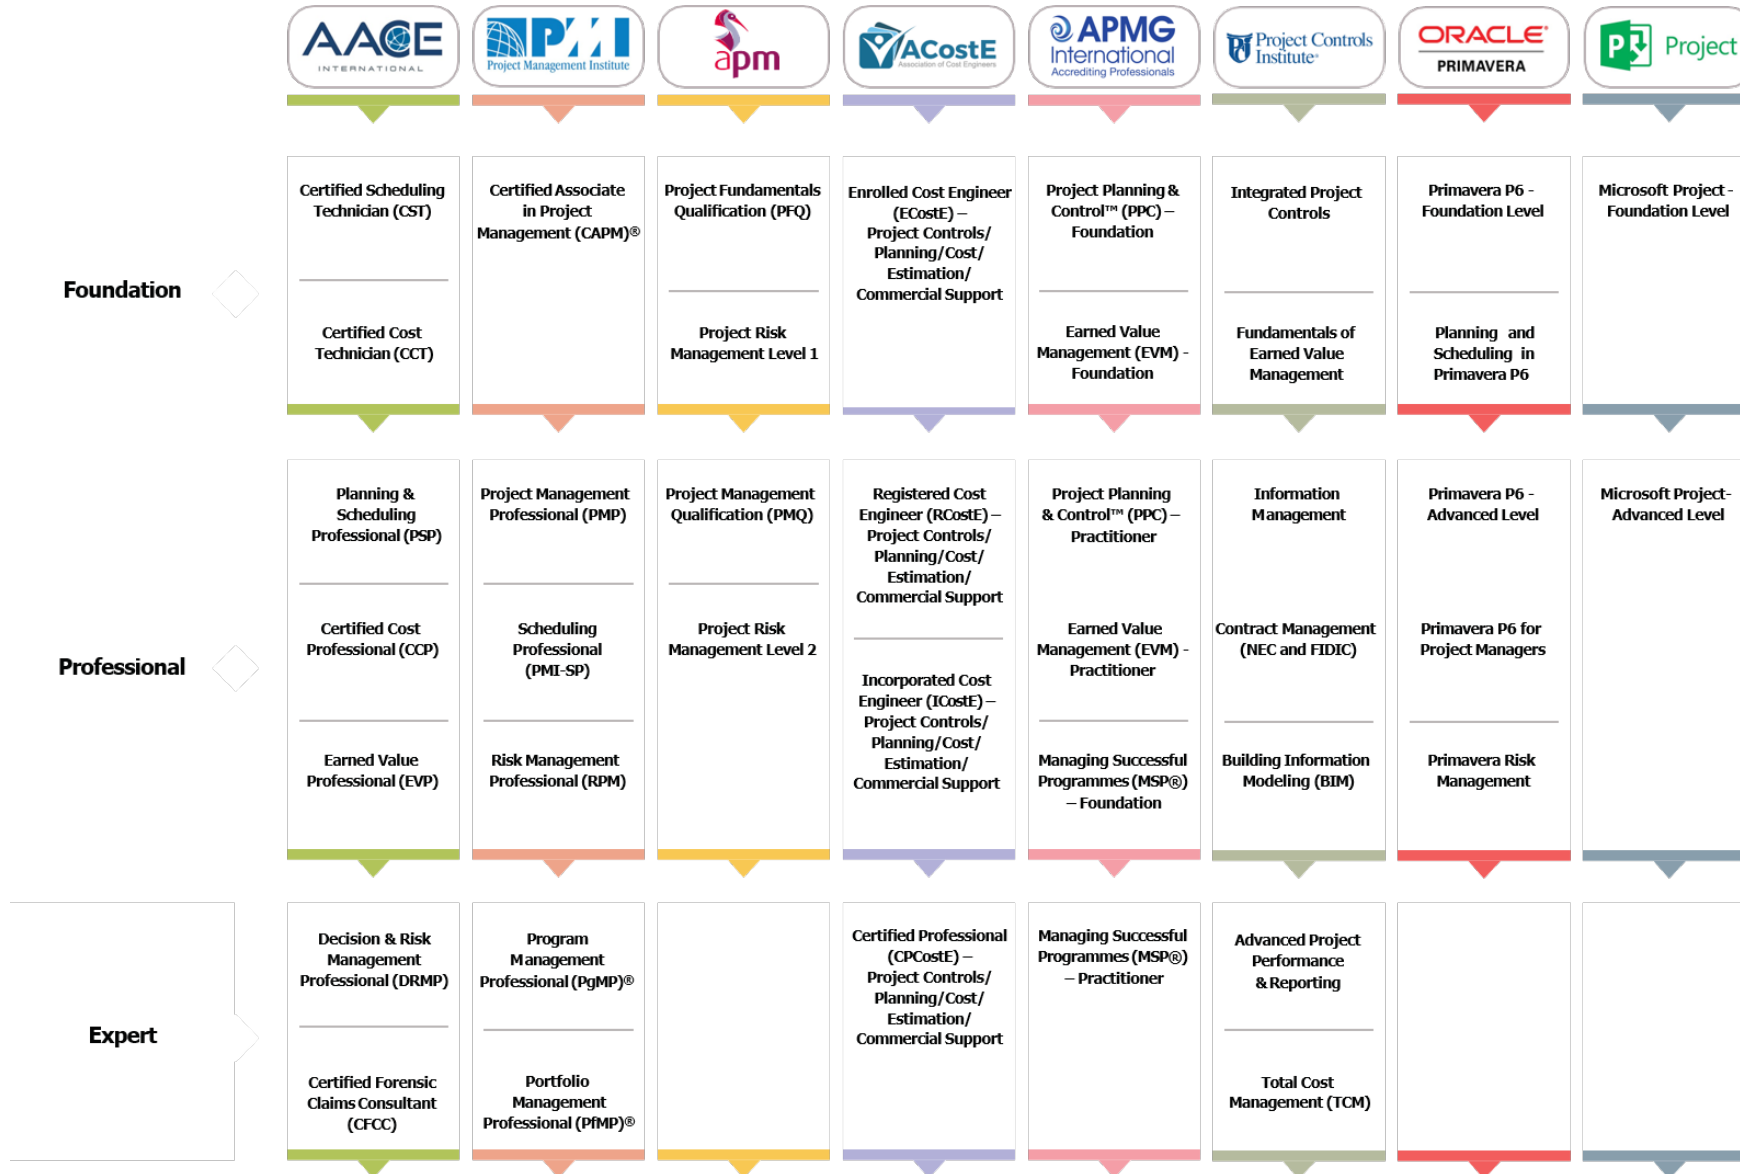 AACE
INTERNATIONAL
PMI
Project Management Institute
apm
ACostE
Association of Cost Engineers
APMG
International
Accrediting Professionals
Project Controls
Institute
ORACLE®
PRIMAVERA
Project
Foundation
Certified Scheduling
Technician (CST)
Certified Cost
Technician (CCT)
Certified Associate
in Project
Management (CAPM)®
Project Fundamentals
Qualification (PFQ)
Project Risk
Management Level 1
Enrolled Cost Engineer
(ECostE) –
Project Controls/
Planning/Cost/
Estimation/
Commercial Support
Project Planning &
Control™ (PPC) –
Foundation
Earned Value
Management (EVM) -
Foundation
Integrated Project
Controls
Fundamentals of
Earned Value
Management
Primavera P6 -
Foundation Level
Planning and
Scheduling in
Primavera P6
Microsoft Project -
Foundation Level
Professional
Planning &
Scheduling
Professional (PSP)
Certified Cost
Professional (CCP)
Earned Value
Professional (EVP)
Project Management
Professional (PMP)
Scheduling
Professional
(PMI-SP)
Risk Management
Professional (RPM)
Project Management
Qualification (PMQ)
Project Risk
Management Level 2
Registered Cost
Engineer (RCostE) –
Project Controls/
Planning/Cost/
Estimation/
Commercial Support
Incorporated Cost
Engineer (ICostE) –
Project Controls/
Planning/Cost/
Estimation/
Commercial Support
Project Planning
& Control™ (PPC) –
Practitioner
Earned Value
Management (EVM) -
Practitioner
Managing Successful
Programmes (MSP®)
– Foundation
Information
Management
Contract Management
(NEC and FIDIC)
Building Information
Modeling (BIM)
Primavera P6 -
Advanced Level
Primavera P6 for
Project Managers
Primavera Risk
Management
Microsoft Project-
Advanced Level
Expert
Decision & Risk
Management
Professional (DRMP)
Certified Forensic
Claims Consultant
(CFCC)
Program
Management
Professional (PgMP)®
Portfolio
Management
Professional (PfMP)®
Certified Professional
(CPCostE) –
Project Controls/
Planning/Cost/
Estimation/
Commercial Support
Managing Successful
Programmes (MSP®)
– Practitioner
Advanced Project
Performance
& Reporting
Total Cost
Management (TCM)